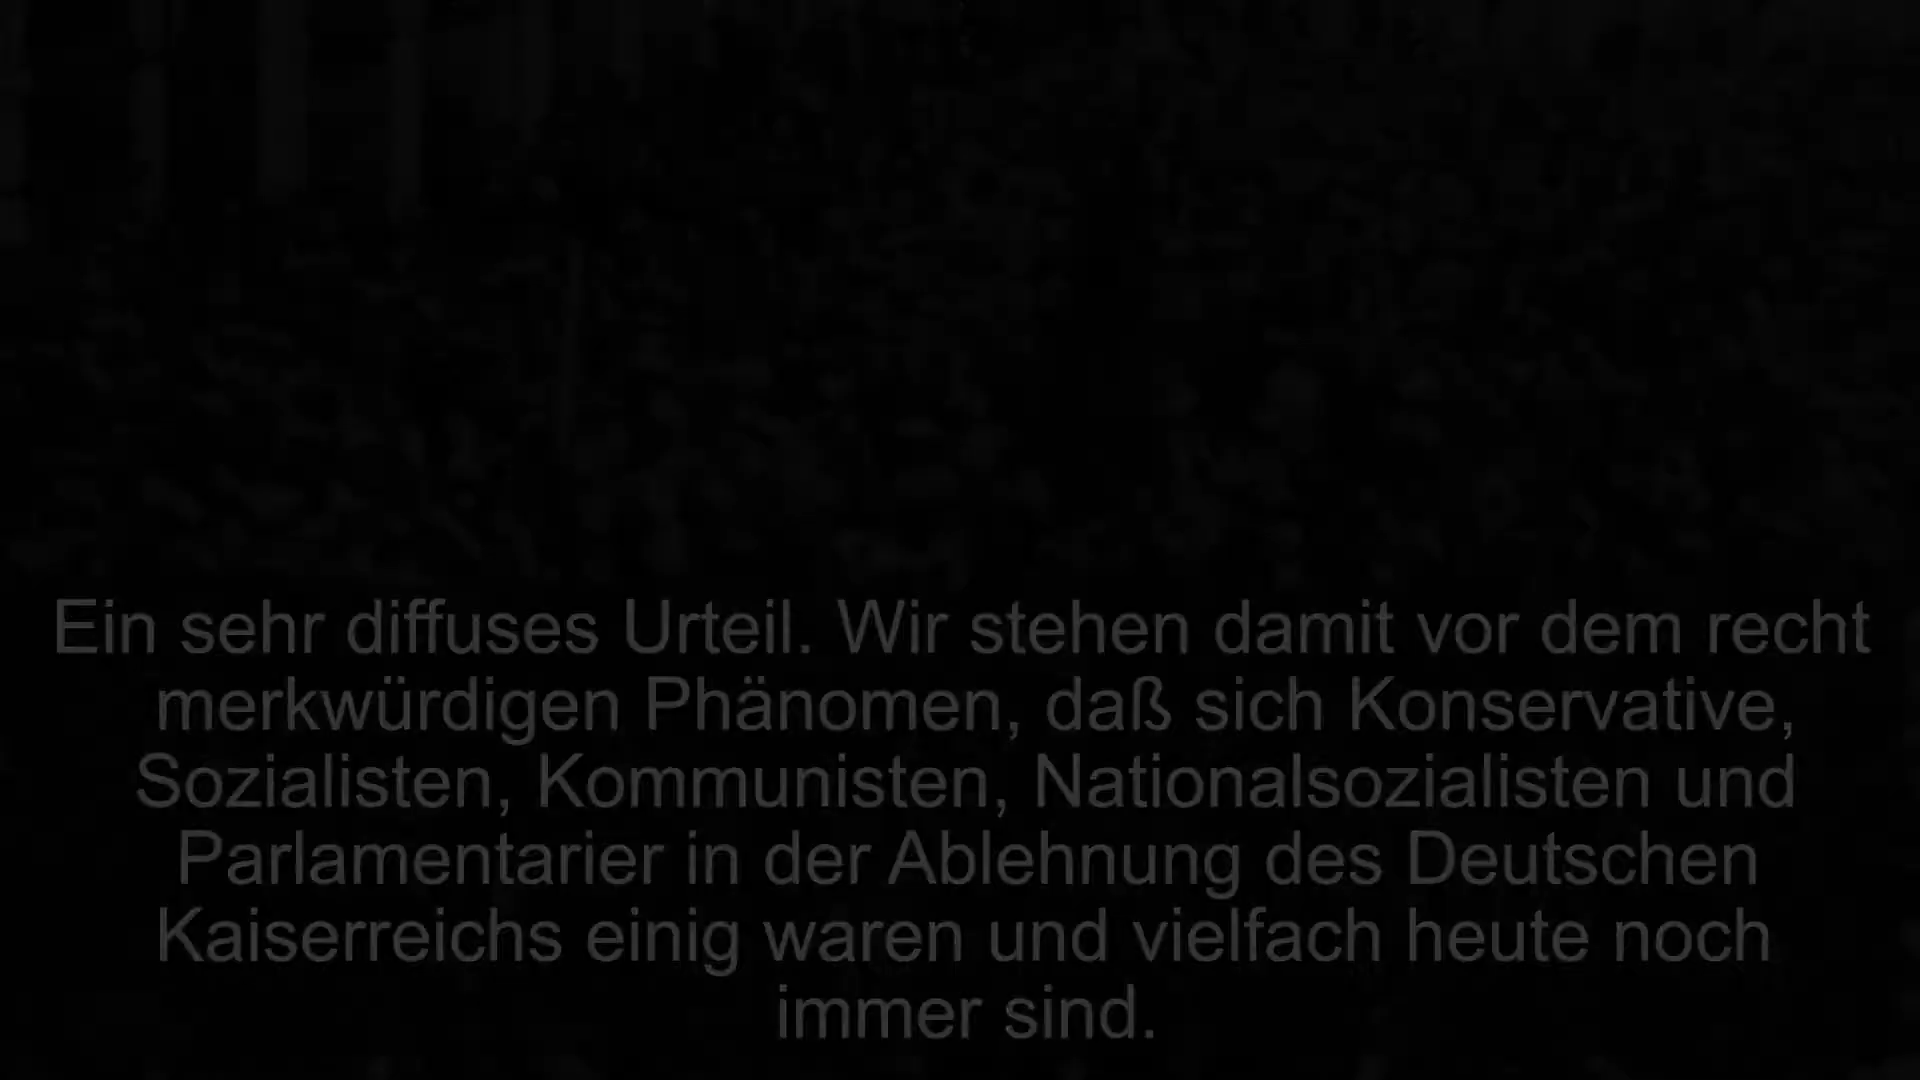 Ein sehr diffuses Urteil. Wir stehen damit vor dem recht
merkwürdigen Phänomen, daß sich Konservative,
Sozialisten, Kommunisten, Nationalsozialisten und
Parlamentarier in der Ablehnung des Deutschen
Kaiserreichs einig waren und vielfach heute noch
immer sind.